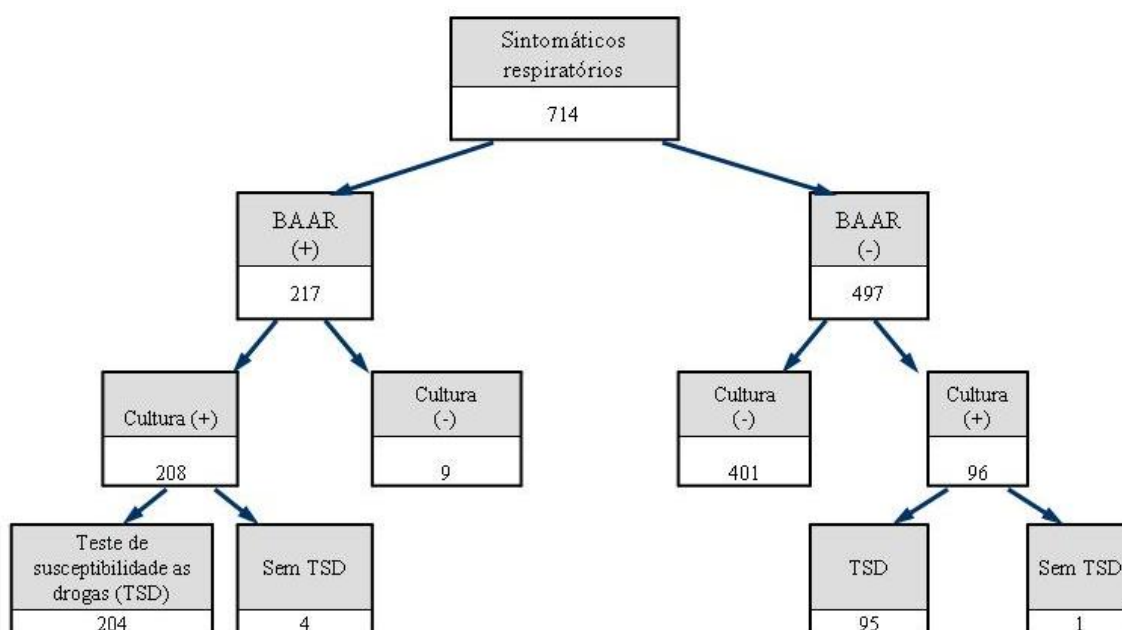 Sintomáticos
respiratórios
714
BAAR
(+)
217
BAAR
(-)
497
Cultura (+)
208
Cultura
(-)
9
Cultura
(-)
401
Cultura
(+)
96
Teste de
susceptibilidade as
drogas (TSD)
204
Sem TSD
4
TSD
95
Sem TSD
1